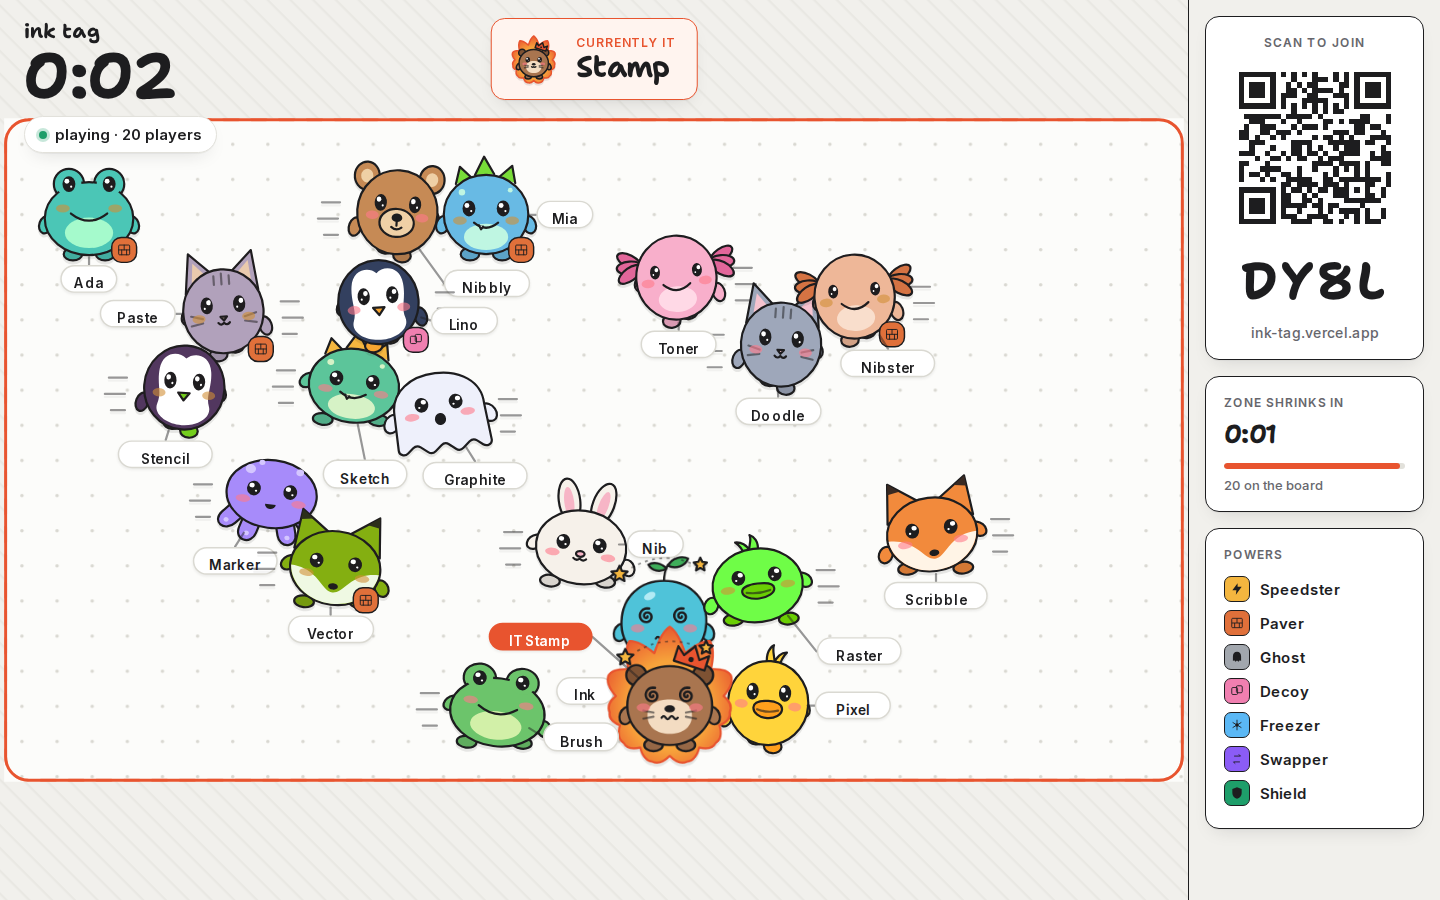 ink tag
0:02
CURRENTLY IT
Stamp
playing · 20 players
Ada
Mia
Nibbly
Paste
Lino
Toner
Nibster
Doodle
Stencil
Sketch
Graphite
Marker
Nib
Scribble
Vector
IT Stamp
Raster
Ink
Pixel
Brush
SCAN TO JOIN
DY8L
ink-tag.vercel.app
ZONE SHRINKS IN
0:01
20 on the board
POWERS
Speedster
Paver
Ghost
Decoy
Freezer
Swapper
Shield